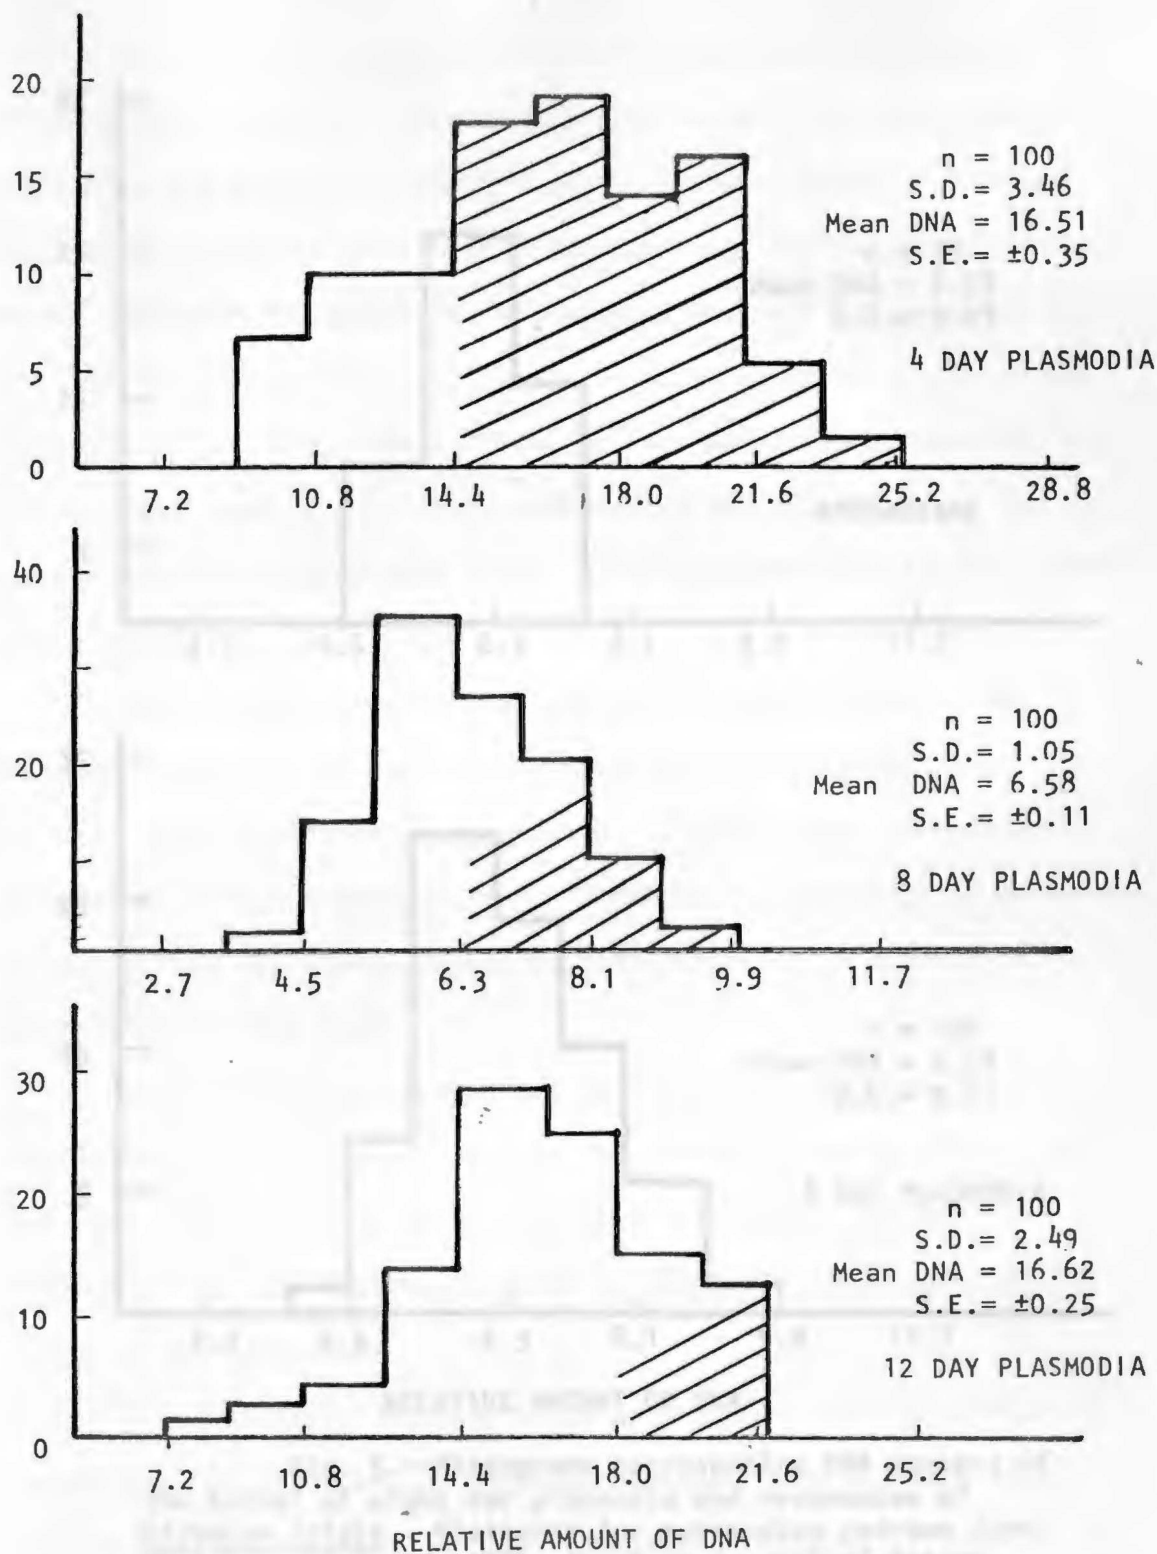 20
15
10
5
0
n = 100
S.D.= 3.46
Mean DNA = 16.51
S.E.= ±0.35
4 DAY PLASMODIA
7.2 10.8 14.4 18.0 21.6 25.2 28.8
40
20
n = 100
S.D.= 1.05
Mean DNA = 6.58
S.E.= ±0.11
8 DAY PLASMODIA
2.7 4.5 6.3 8.1 9.9 11.7
30
20
10
0
n = 100
S.D.= 2.49
Mean DNA = 16.62
S.E.= ±0.25
12 DAY PLASMODIA
7.2 10.8 14.4 18.0 21.6 25.2
RELATIVE AMOUNT OF DNA